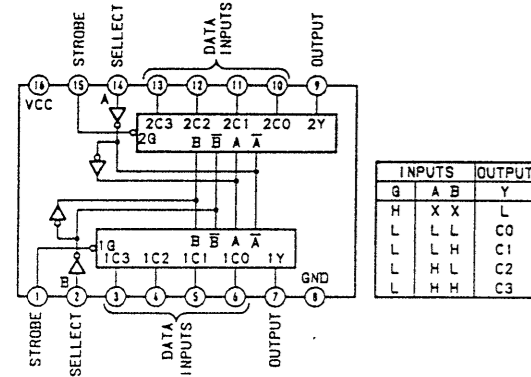 STROBE
SELLECT
DATA INPUTS
OUTPUT
16 15 14 13 12 11 10 9
VCC
A
2C3 2C2 2C1 2C0 2Y
2G
B B̅ A A̅
B B̅ A A̅
1G
1C3 1C2 1C1 1C0 1Y
B
GND
1 2 3 4 5 6 7 8
STROBE
SELLECT
DATA INPUTS
OUTPUT
INPUTS OUTPUT
G A B Y
H X X L
L L L C0
L L H C1
L H L C2
L H H C3